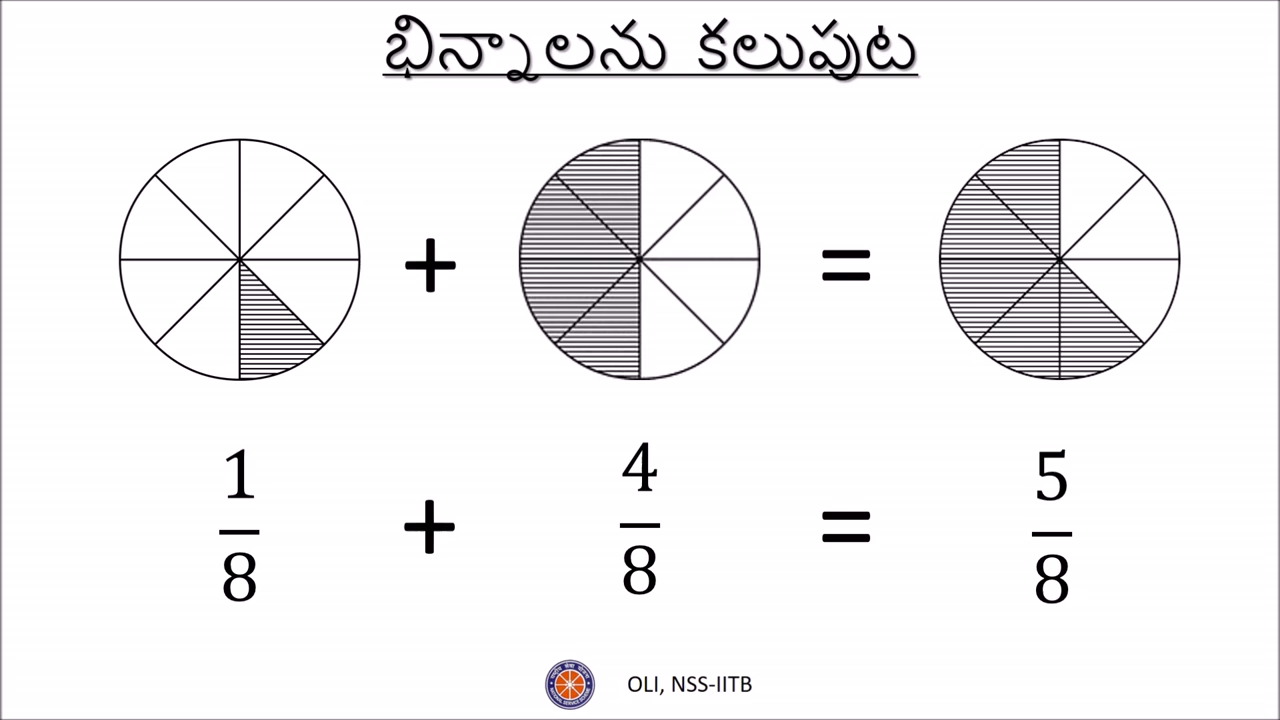 భిన్నాలను కలుపుట
+ =
1/8 + 4/8 = 5/8
OLI, NSS-IITB